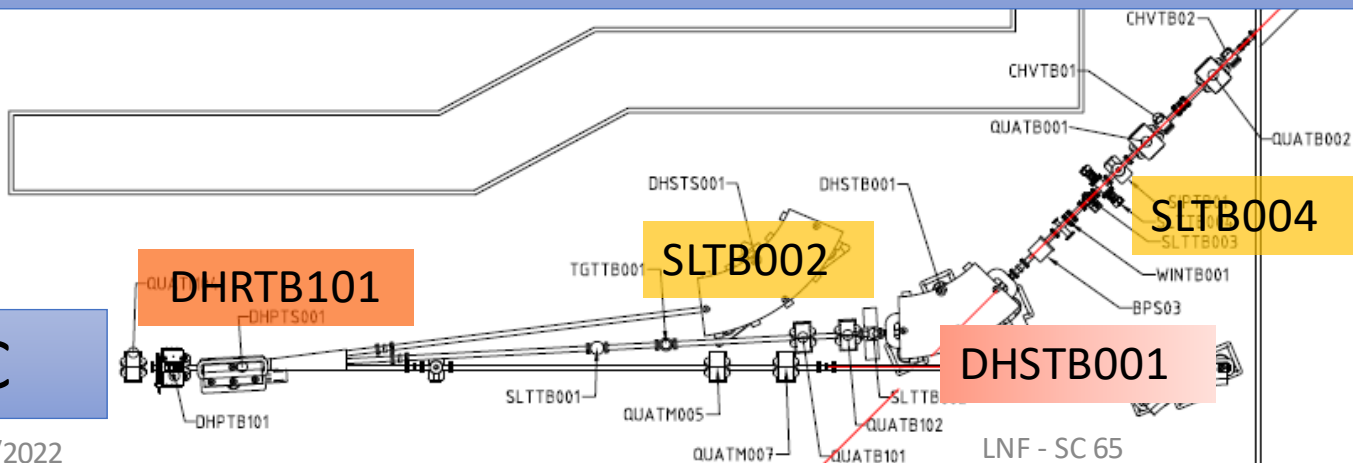 CHVTB02
CHVTB01
QUATB001
QUATB002
DHSTS001
DHSTB001
SLTB004
SLTTB003
WINTB001
BPS03
SLTB002
TGTTB001
DHRTB101
DHPTS001
C
DHSTB001
SLTTB001
QUATM005
QUATB102
DHPTB101
QUATM007
QUATB101
/2022
LNF - SC 65